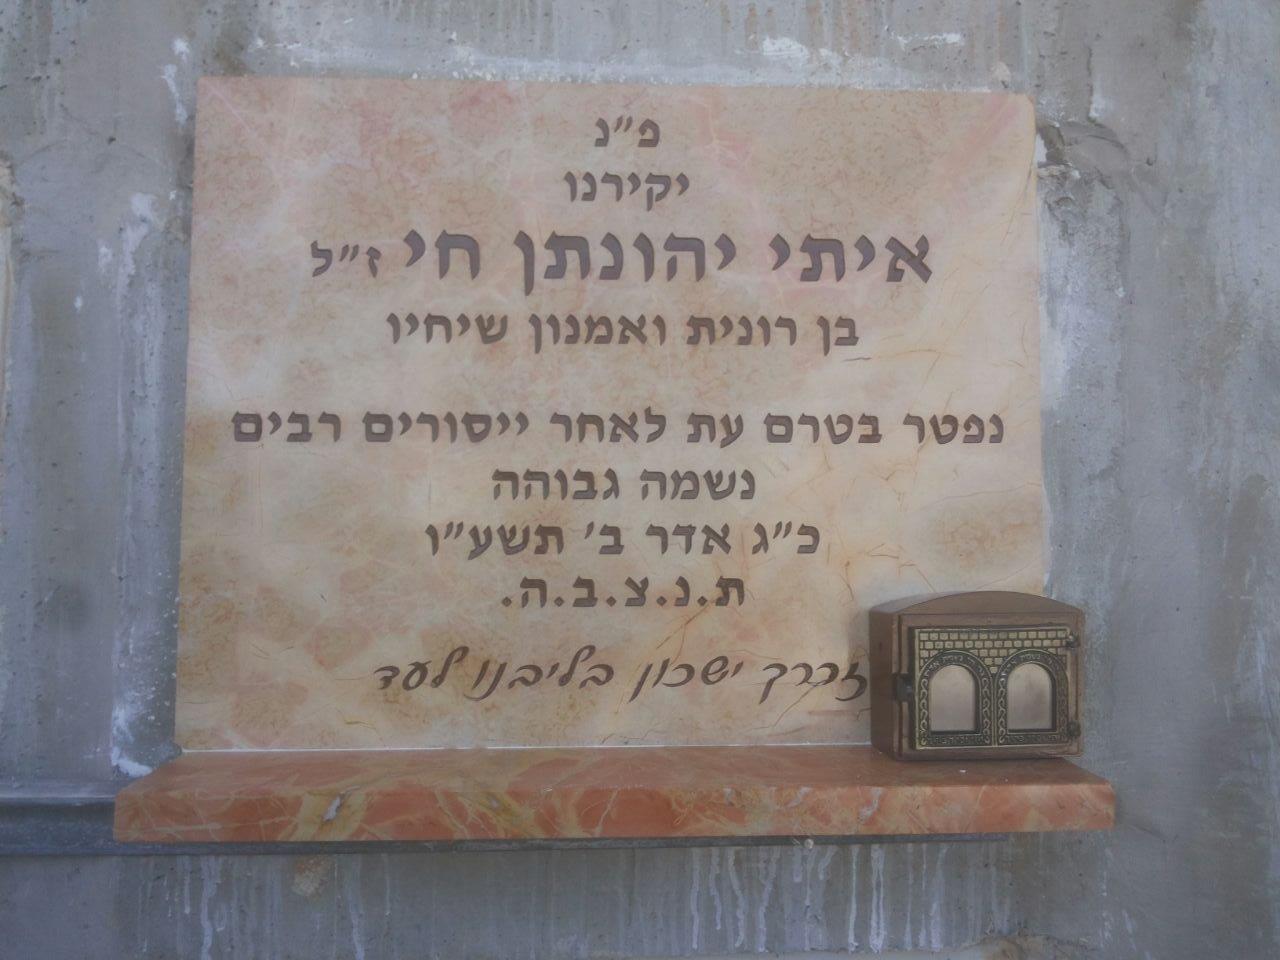 פ"נ
יקירנו
איתי יהונתן חי ז"ל
בן רונית ואמנון שיחיו
נפטר בטרם עת לאחר ייסורים רבים
נשמה גבוהה
כ"ג אדר ב' תשע"ו
ת.נ.צ.ב.ה.
זכרך ישכון בליבנו לעד